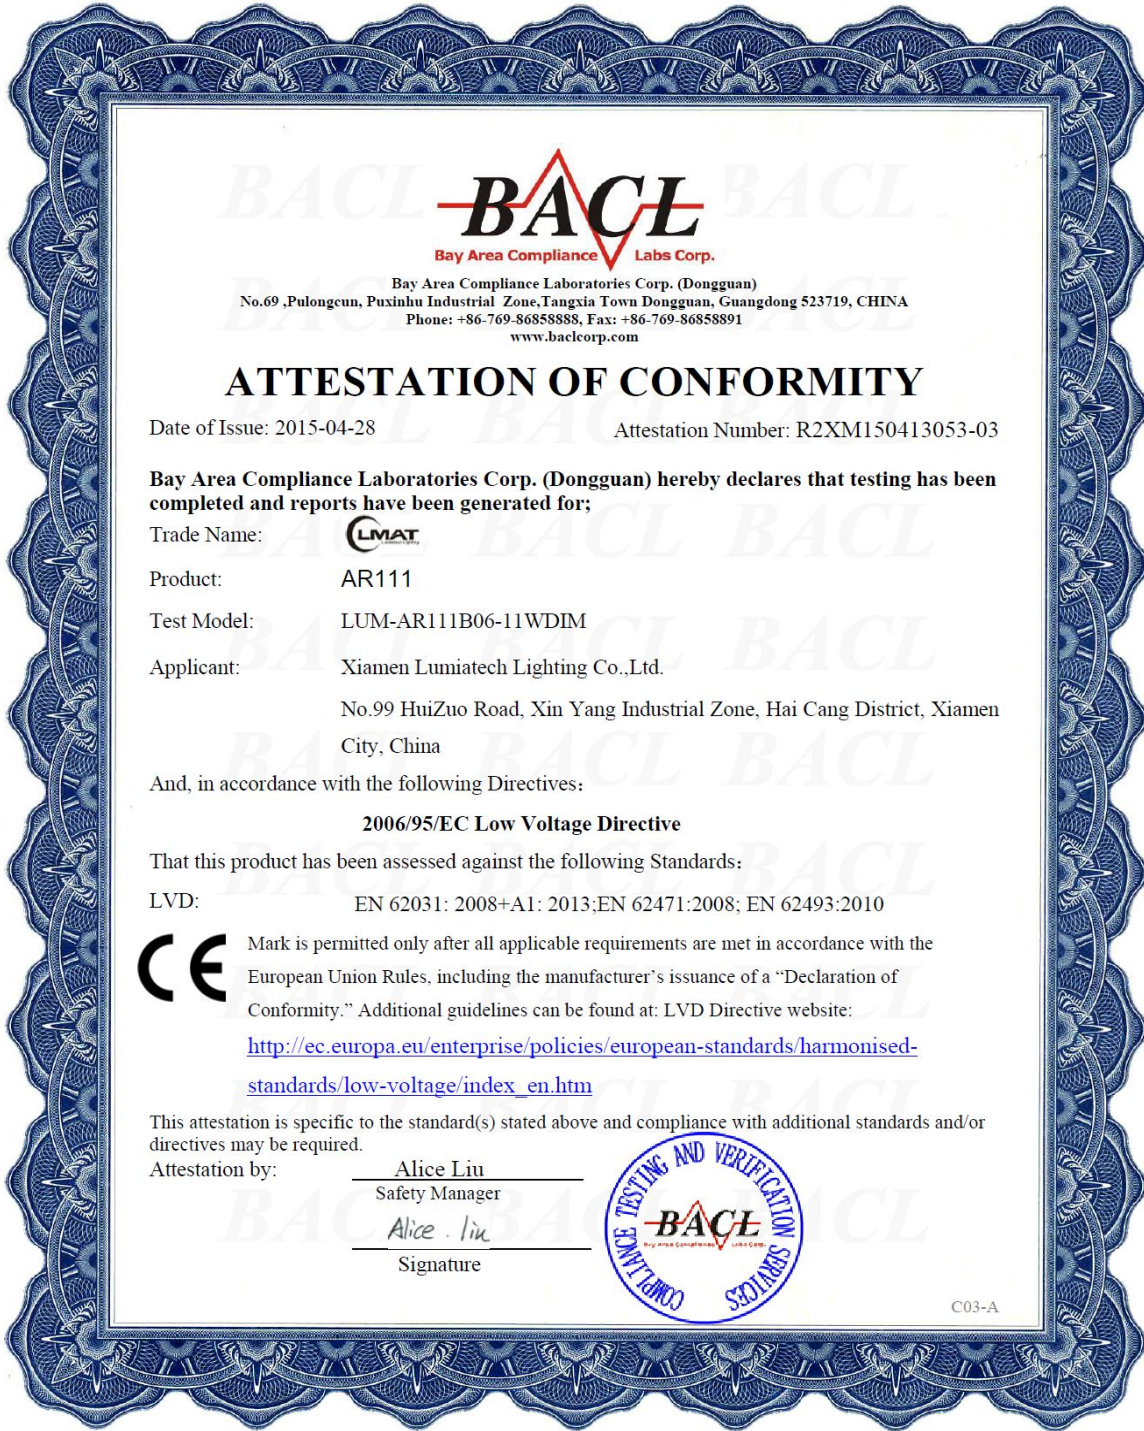 BACL
Bay Area Compliance Labs Corp.
Bay Area Compliance Laboratories Corp. (Dongguan)
No.69 ,Pulongcun, Puxinhu Industrial Zone,Tangxia Town Dongguan, Guangdong 523719, CHINA
Phone: +86-769-86858888, Fax: +86-769-86858891
www.baclcorp.com
ATTESTATION OF CONFORMITY
Date of Issue: 2015-04-28 Attestation Number: R2XM150413053-03
Bay Area Compliance Laboratories Corp. (Dongguan) hereby declares that testing has been
completed and reports have been generated for;
Trade Name: LMAT
Product: AR111
Test Model: LUM-AR111B06-11WDIM
Applicant: Xiamen Lumiatech Lighting Co.,Ltd.
No.99 HuiZuo Road, Xin Yang Industrial Zone, Hai Cang District, Xiamen
City, China
And, in accordance with the following Directives:
2006/95/EC Low Voltage Directive
That this product has been assessed against the following Standards:
LVD: EN 62031: 2008+A1: 2013;EN 62471:2008; EN 62493:2010
CE Mark is permitted only after all applicable requirements are met in accordance with the
European Union Rules, including the manufacturer's issuance of a “Declaration of
Conformity.” Additional guidelines can be found at: LVD Directive website:
http://ec.europa.eu/enterprise/policies/european-standards/harmonised-
standards/low-voltage/index_en.htm
This attestation is specific to the standard(s) stated above and compliance with additional standards and/or
directives may be required.
Attestation by: Alice Liu
Safety Manager
Alice . liu
Signature
COMPLIANCE TESTING AND VERIFICATION SERVICES
BACL
Bay Area Compliance Labs Corp.
C03-A